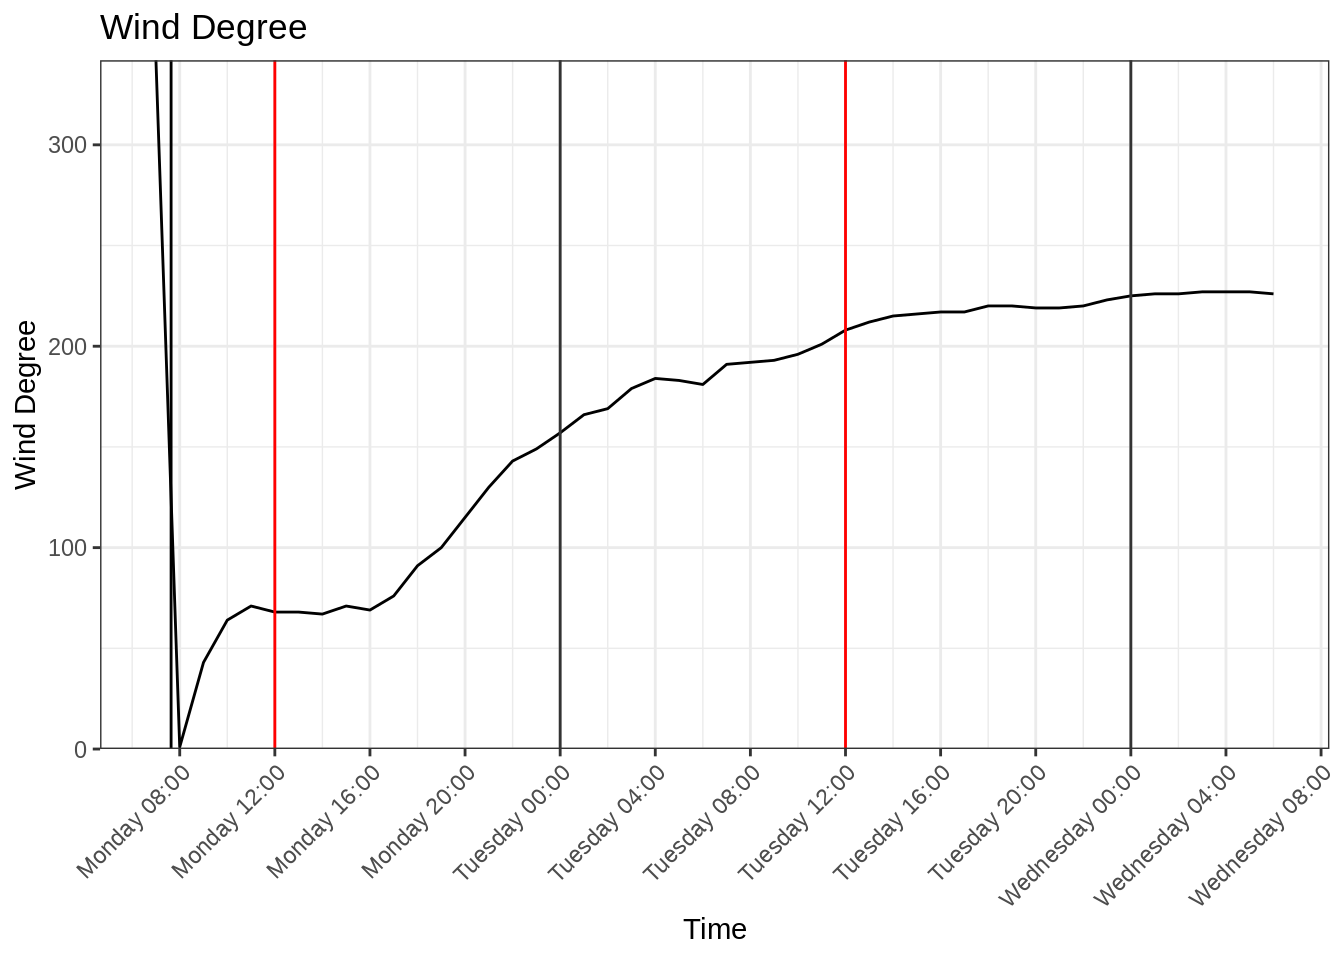 Wind Degree
300
200
100
0
Wind Degree
Monday 08:00
Monday 12:00
Monday 16:00
Monday 20:00
Tuesday 00:00
Tuesday 04:00
Tuesday 08:00
Tuesday 12:00
Tuesday 16:00
Tuesday 20:00
Wednesday 00:00
Wednesday 04:00
Wednesday 08:00
Time